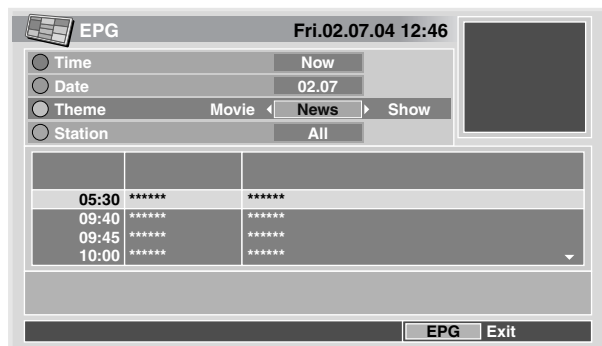 EPG Fri.02.07.04 12:46
Time Now
Date 02.07
Theme Movie News Show
Station All
05:30 ****** ******
09:40 ****** ******
09:45 ****** ******
10:00 ****** ******
EPG Exit